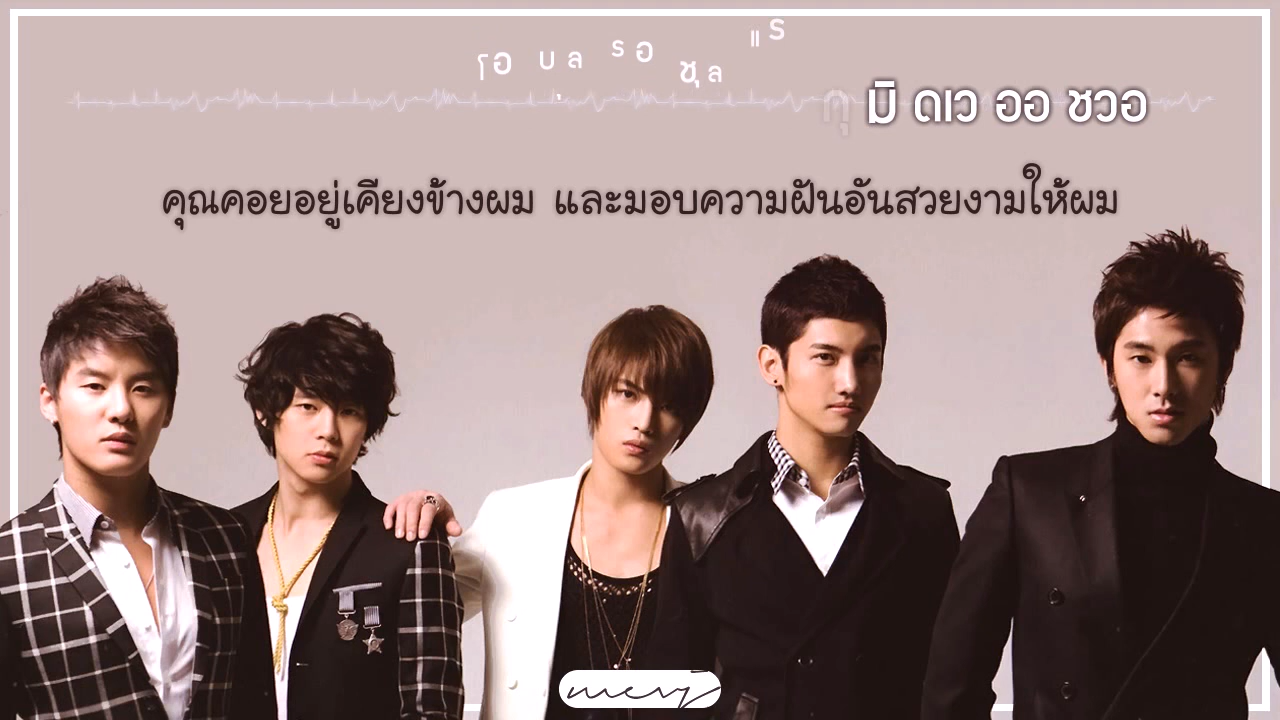 โอ บุล รอ ชุล แร
กุ มิ ดเว ออ ชวอ
คุณคอยอยู่เคียงข้างผม และมอบความฝันอันสวยงามให้ผม